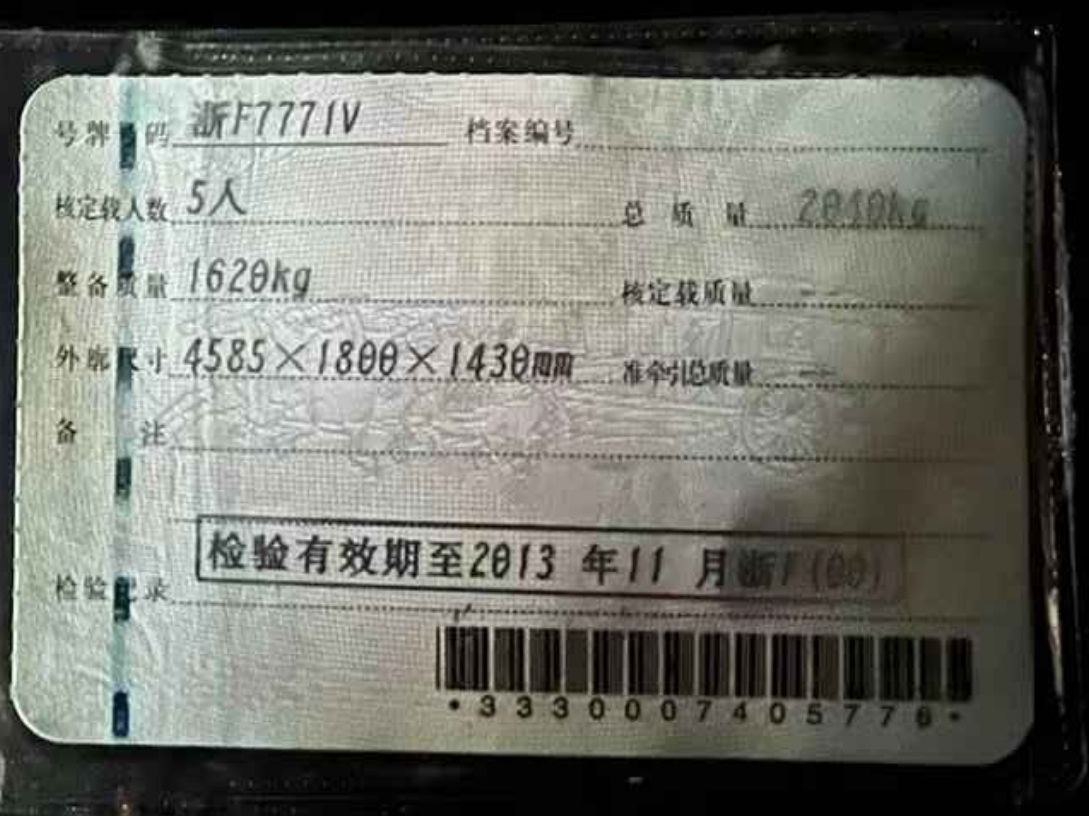 号牌号码 浙F7771V 档案编号
核定载人数 5人 总质量 2010kg
整备质量 1620kg 核定载质量 --
外廓尺寸 4585×1800×1430mm 准牵引总质量 --
备注
检验有效期至2013年11月浙F(00)
检验记录
*3330007405776*